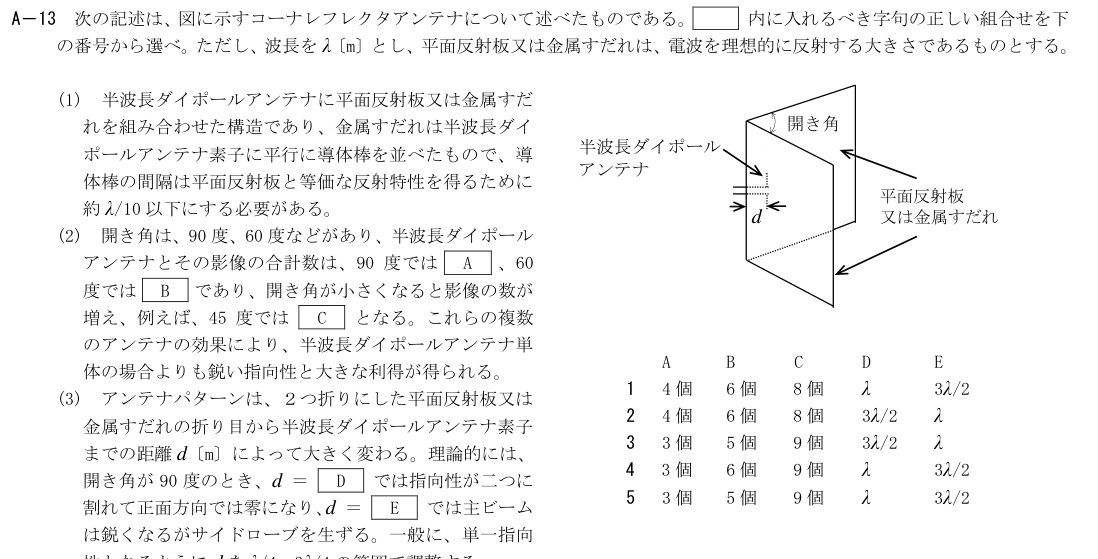 A-13 次の記述は、図に示すコーナレフレクタアンテナについて述べたものである。 内に入れるべき字句の正しい組合せを下
の番号から選べ。ただし、波長をλ〔m〕とし、平面反射板又は金属すだれは、電波を理想的に反射する大きさであるものとする。
(1) 半波長ダイポールアンテナに平面反射板又は金属すだ
れを組み合わせた構造であり、金属すだれは半波長ダイ
ポールアンテナ素子に平行に導体棒を並べたもので、導
体棒の間隔は平面反射板と等価な反射特性を得るために
約λ/10以下にする必要がある。
(2) 開き角は、90度、60度などがあり、半波長ダイポール
アンテナとその影像の合計数は、90度では A 、60
度では B であり、開き角が小さくなると影像の数が
増え、例えば、45度では C となる。これらの複数
のアンテナの効果により、半波長ダイポールアンテナ単
体の場合よりも鋭い指向性と大きな利得が得られる。
(3) アンテナパターンは、2つ折りにした平面反射板又は
金属すだれの折り目から半波長ダイポールアンテナ素子
までの距離d〔m〕によって大きく変わる。理論的には、
開き角が90度のとき、d = D では指向性が二つに
割れて正面方向では零になり、d = E では主ビーム
は鋭くなるがサイドローブを生ずる。一般に、単一指向
開き角
半波長ダイポール
アンテナ
d
平面反射板
又は金属すだれ
A B C D E
1 4個 6個 8個 λ 3λ/2
2 4個 6個 8個 3λ/2 λ
3 3個 5個 9個 3λ/2 λ
4 3個 6個 9個 λ 3λ/2
5 3個 5個 9個 λ 3λ/2